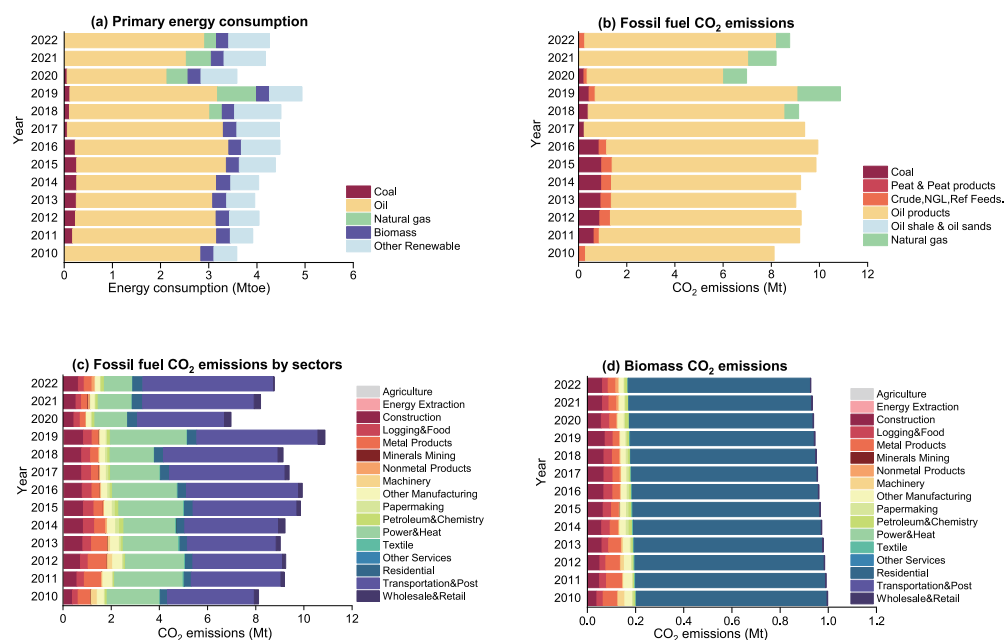 (a) Primary energy consumption
Year
2022
2021
2020
2019
2018
2017
2016
2015
2014
2013
2012
2011
2010
0 1 2 3 4 5 6
Energy consumption (Mtoe)
Coal
Oil
Natural gas
Biomass
Other Renewable
(b) Fossil fuel CO₂ emissions
Year
2022
2021
2020
2019
2018
2017
2016
2015
2014
2013
2012
2011
2010
0 2 4 6 8 10 12
CO₂ emissions (Mt)
Coal
Peat & Peat products
Crude,NGL,Ref Feeds.
Oil products
Oil shale & oil sands
Natural gas
(c) Fossil fuel CO₂ emissions by sectors
Year
2022
2021
2020
2019
2018
2017
2016
2015
2014
2013
2012
2011
2010
0 2 4 6 8 10 12
CO₂ emissions (Mt)
Agriculture
Energy Extraction
Construction
Logging&Food
Metal Products
Minerals Mining
Nonmetal Products
Machinery
Other Manufacturing
Papermaking
Petroleum&Chemistry
Power&Heat
Textile
Other Services
Residential
Transportation&Post
Wholesale&Retail
(d) Biomass CO₂ emissions
Year
2022
2021
2020
2019
2018
2017
2016
2015
2014
2013
2012
2011
2010
0.0 0.2 0.4 0.6 0.8 1.0 1.2
CO₂ emissions (Mt)
Agriculture
Energy Extraction
Construction
Logging&Food
Metal Products
Minerals Mining
Nonmetal Products
Machinery
Other Manufacturing
Papermaking
Petroleum&Chemistry
Power&Heat
Textile
Other Services
Residential
Transportation&Post
Wholesale&Retail